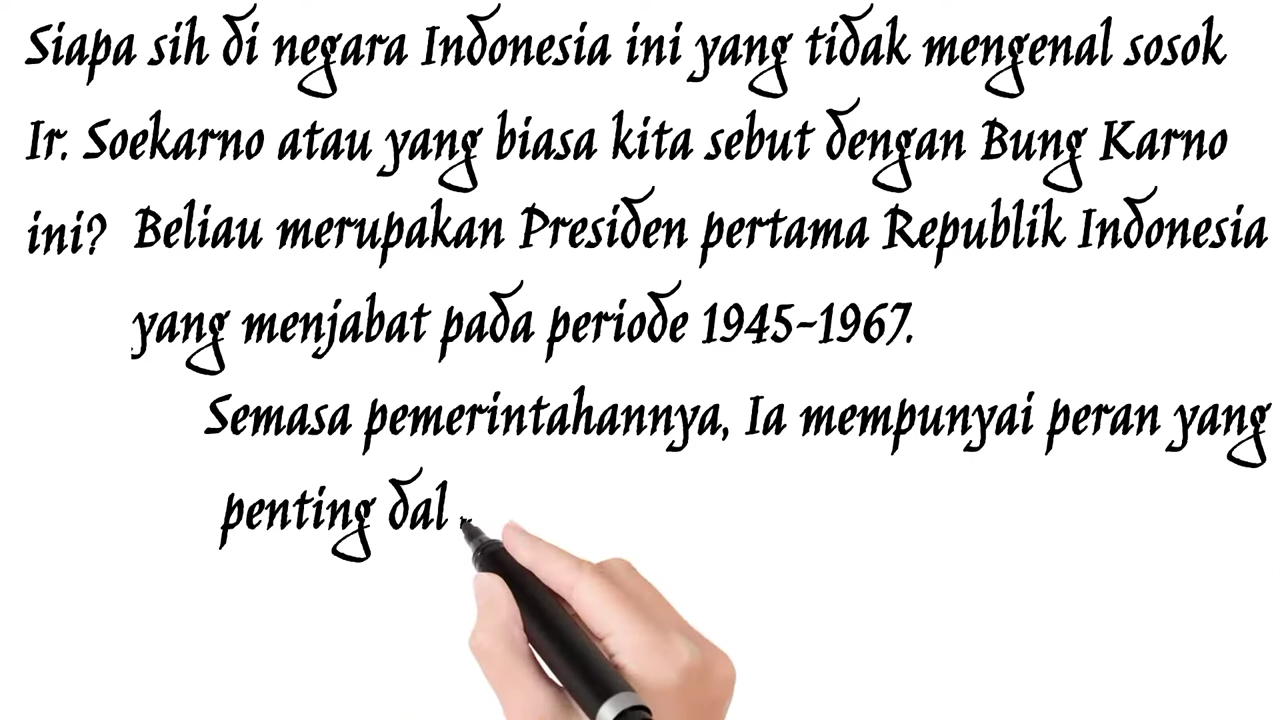 Siapa sih di negara Indonesia ini yang tidak mengenal sosok
Ir. Soekarno atau yang biasa kita sebut dengan Bung Karno
ini? Beliau merupakan Presiden pertama Republik Indonesia
yang menjabat pada periode 1945-1967.
Semasa pemerintahannya, Ia mempunyai peran yang
penting dal